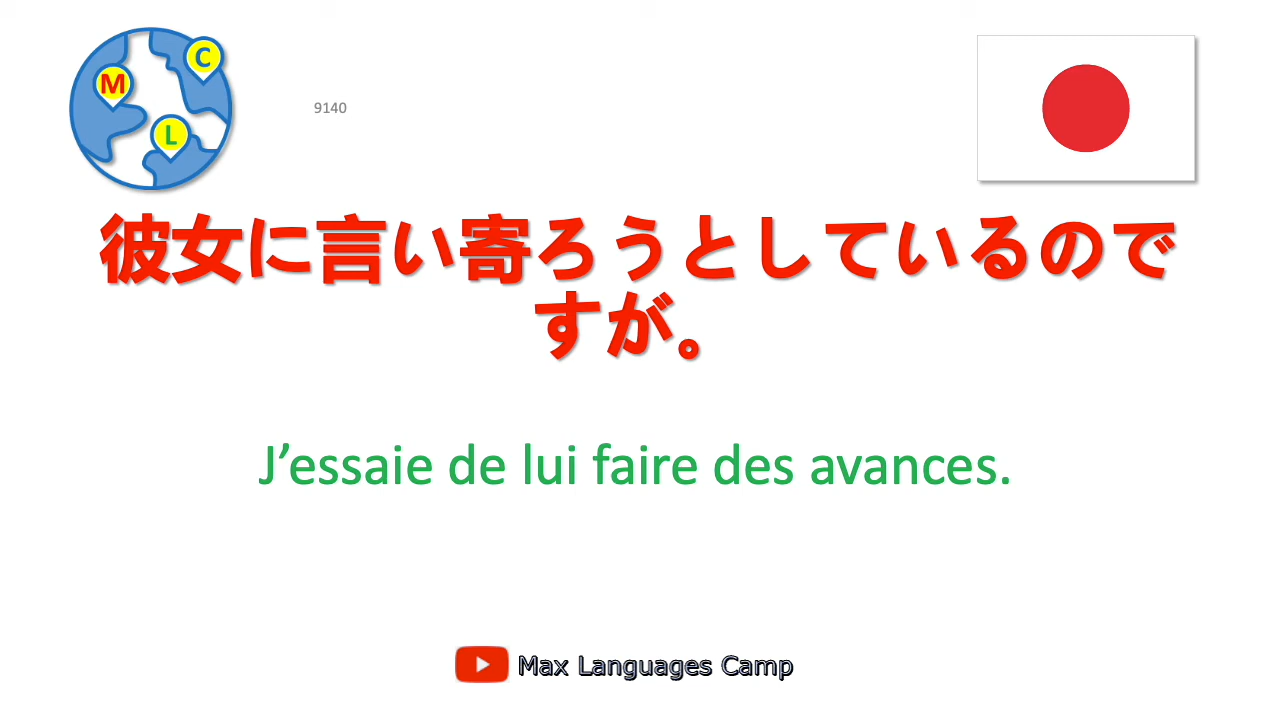 C
M
L
9140
彼女に言い寄ろうとしているので
すが。
J’essaie de lui faire des avances.
Max Languages Camp